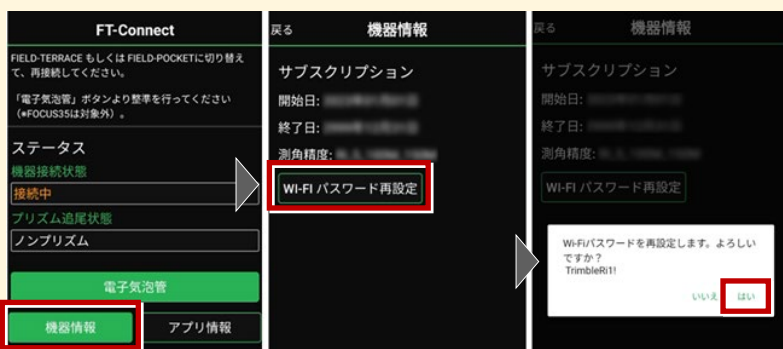 FT-Connect
FIELD-TERRACE もしくは FIELD-POCKETに切り替え
て、再接続してください。
「電子気泡管」ボタンより整準を行ってください
（※FOCUS35は対象外）。
ステータス
機器接続状態
接続中
プリズム追尾状態
ノンプリズム
電子気泡管
機器情報
アプリ情報
戻る
機器情報
サブスクリプション
開始日:
終了日:
測角精度:
WI-FI パスワード再設定
戻る
機器情報
サブスクリプション
開始日:
終了日:
測角精度:
WI-FI パスワード再設定
Wi-Fiパスワードを再設定します。よろしい
ですか？
TrimbleRi1!
いいえ
はい